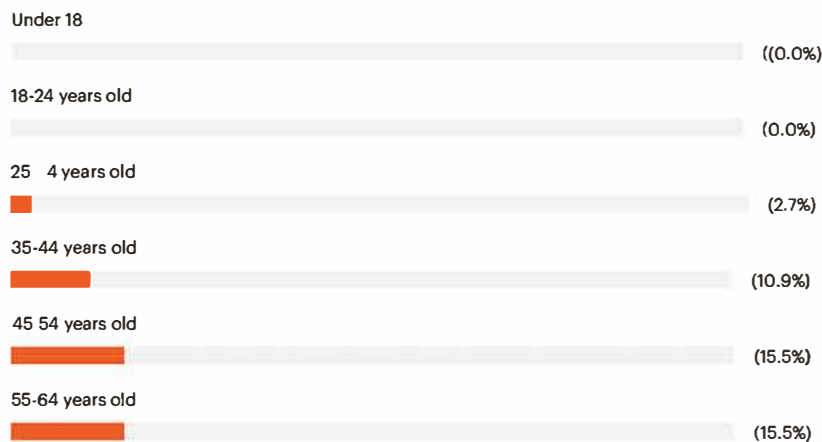 Under 18
((0.0%)
18-24 years old
(0.0%)
25 4 years old
(2.7%)
35-44 years old
(10.9%)
45 54 years old
(15.5%)
55-64 years old
(15.5%)